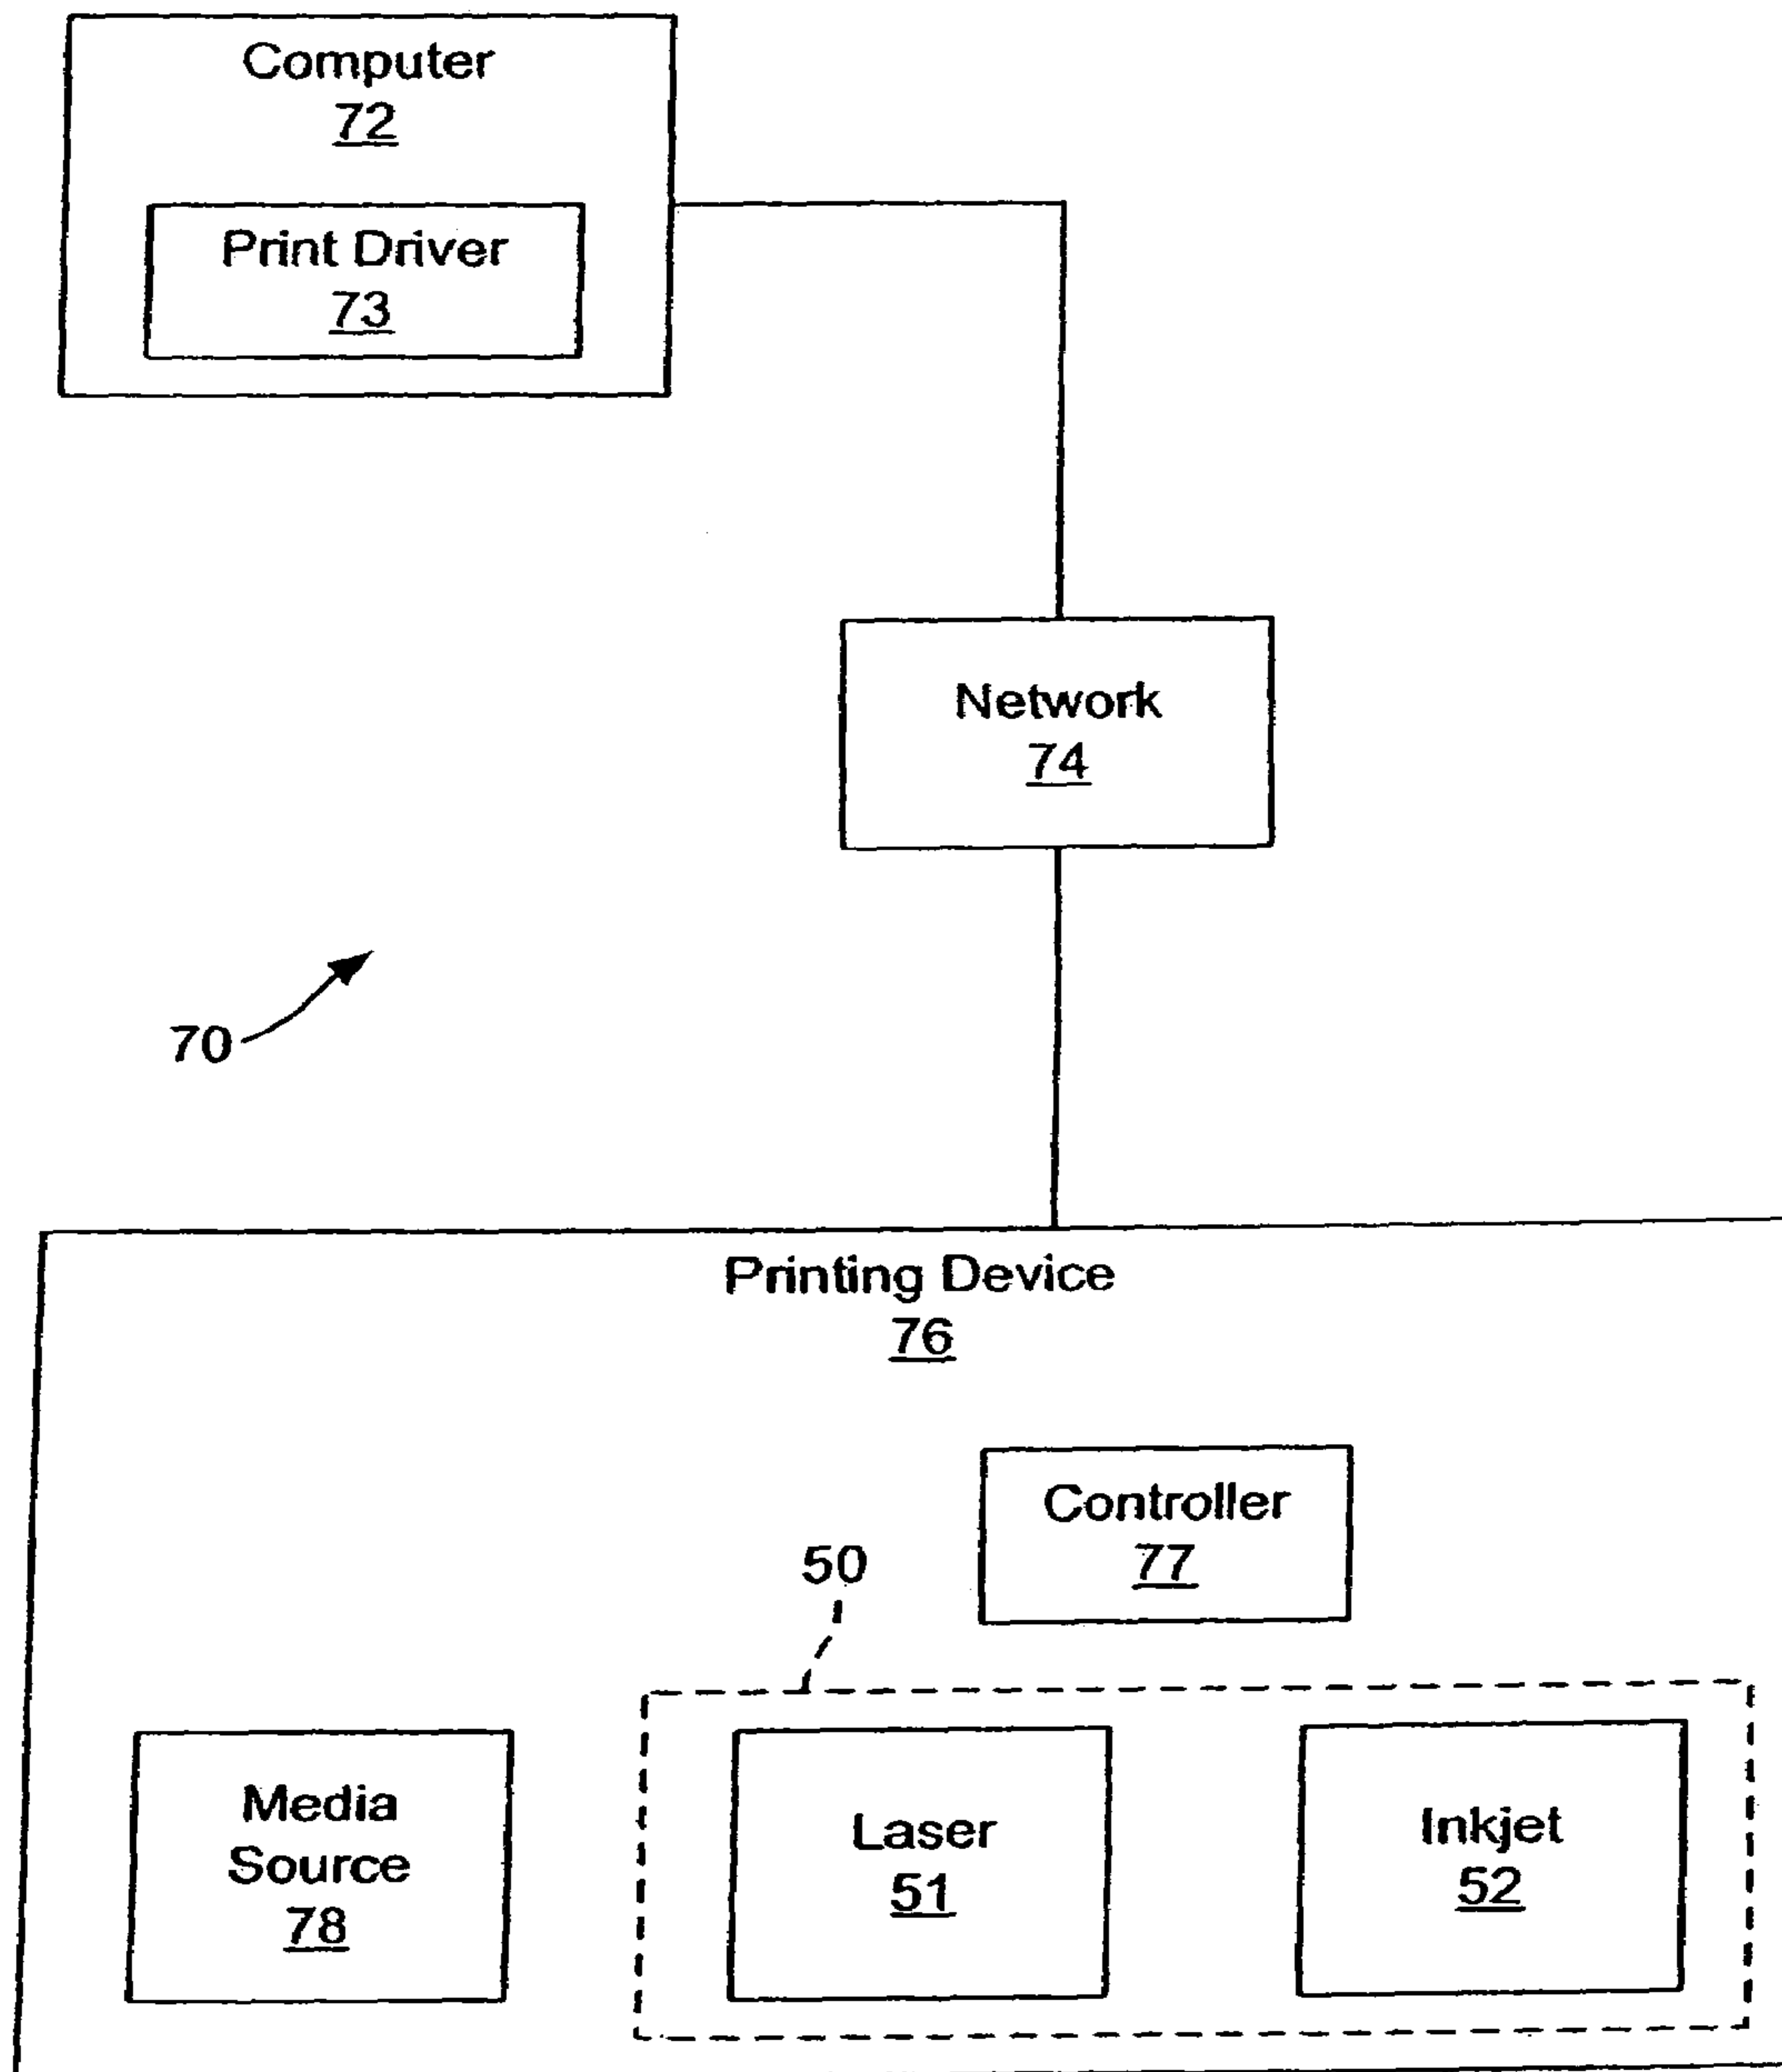 Computer
72
Print Driver
73
Network
74
70
Printing Device
76
Controller
77
50
Media
Source
78
Laser
51
Inkjet
52